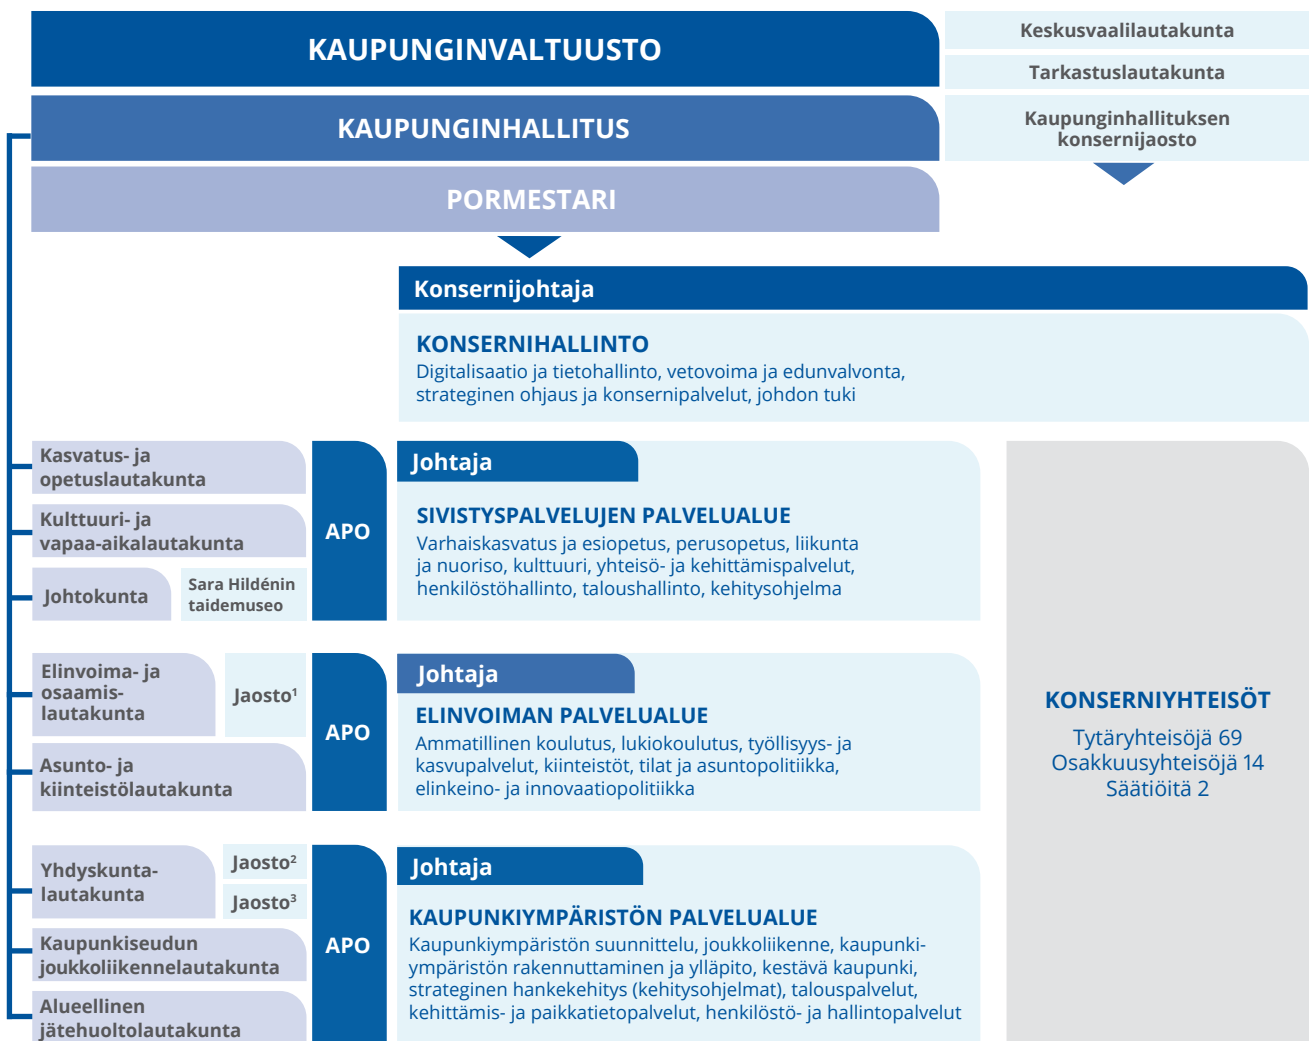 KAUPUNGINVALTUUSTO
Keskusvaalilautakunta
Tarkastuslautakunta
KAUPUNGINHALLITUS
Kaupunginhallituksen
konsernijaosto
PORMESTARI
Konsernijohtaja
KONSERNIHALLINTO
Digitalisaatio ja tietohallinto, vetovoima ja edunvalvonta,
strateginen ohjaus ja konsernipalvelut, johdon tuki
Kasvatus- ja
opetuslautakunta
Kulttuuri- ja
vapaa-aikalautakunta
Johtokunta
Sara Hildénin
taidemuseo
APO
Johtaja
SIVISTYSPALVELUJEN PALVELUALUE
Varhaiskasvatus ja esiopetus, perusopetus, liikunta
ja nuoriso, kulttuuri, yhteisö- ja kehittämispalvelut,
henkilöstöhallinto, taloushallinto, kehitysohjelma
Elinvoima- ja
osaamis-
lautakunta
Jaosto¹
Asunto- ja
kiinteistölautakunta
APO
Johtaja
ELINVOIMAN PALVELUALUE
Ammatillinen koulutus, lukiokoulutus, työllisyys- ja
kasvupalvelut, kiinteistöt, tilat ja asuntopolitiikka,
elinkeino- ja innovaatiopolitiikka
Yhdyskunta-
lautakunta
Jaosto²
Jaosto³
Kaupunkiseudun
joukkoliikennelautakunta
Alueellinen
jätehuoltolautakunta
APO
Johtaja
KAUPUNKIYMPÄRISTÖN PALVELUALUE
Kaupunkiympäristön suunnittelu, joukkoliikenne, kaupunki-
ympäristön rakennuttaminen ja ylläpito, kestävä kaupunki,
strateginen hankekehitys (kehitysohjelmat), talouspalvelut,
kehittämis- ja paikkatietopalvelut, henkilöstö- ja hallintopalvelut
KONSERNIYHTEISÖT
Tytäryhteisöjä 69
Osakkuusyhteisöjä 14
Säätiöitä 2